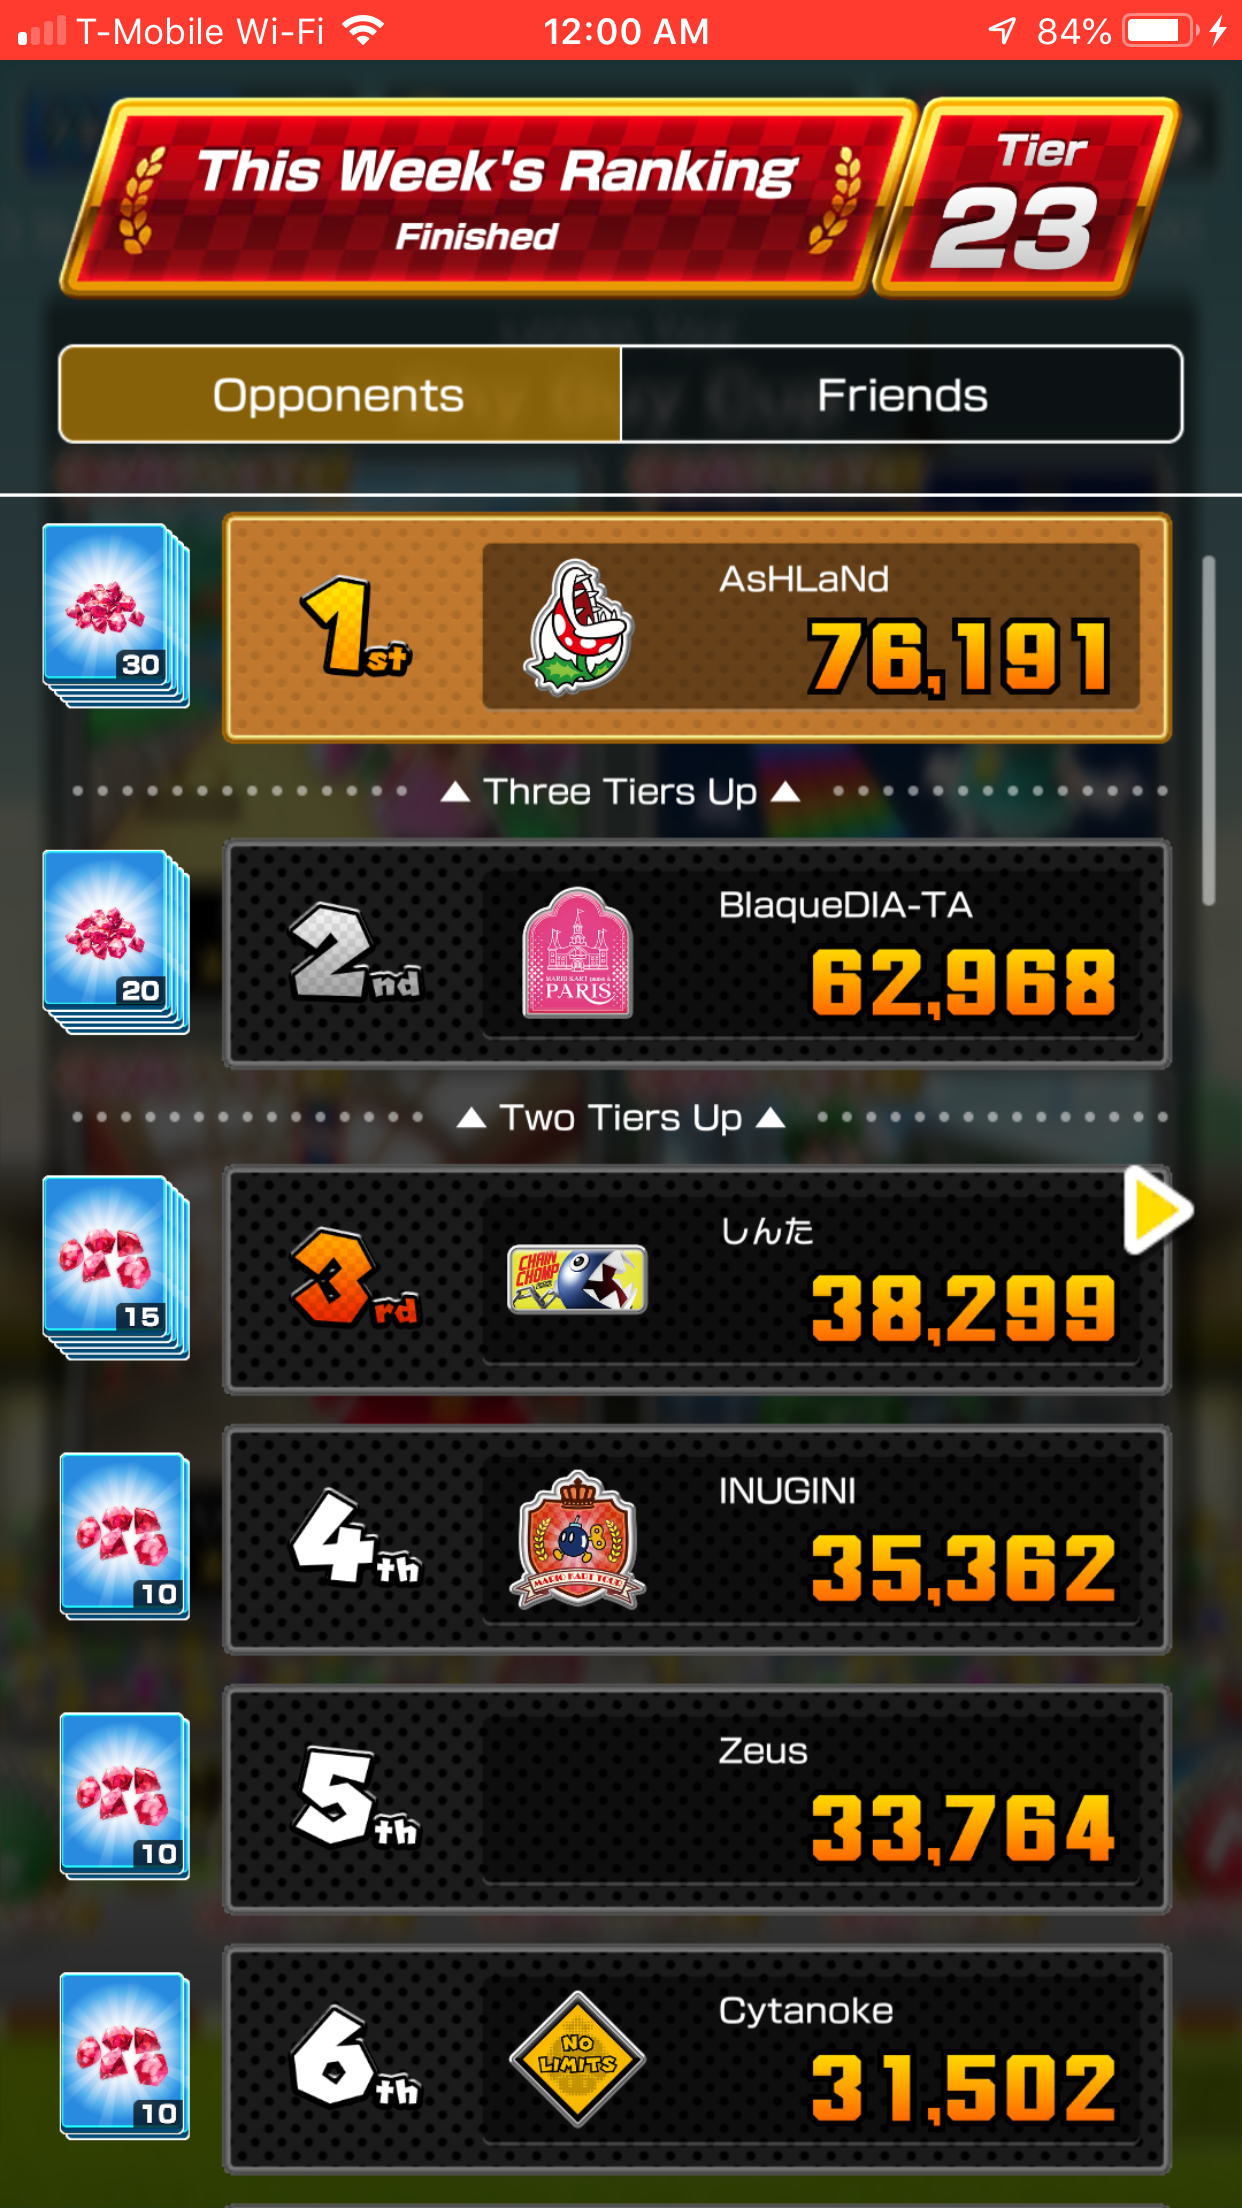 T-Mobile Wi-Fi 12:00 AM 84%
This Week's Ranking
Finished
Tier
23
Opponents Friends
30
1st
AsHLaNd
76,191
Three Tiers Up
20
2nd
MARIO KART
PARIS
BlaqueDIA-TA
62,968
Two Tiers Up
15
3rd
CHAIN
CHOMP
しんた
38,299
10
4th
MARIO KART TOUR
INUGINI
35,362
10
5th
Zeus
33,764
10
6th
NO
LIMITS
Cytanoke
31,502